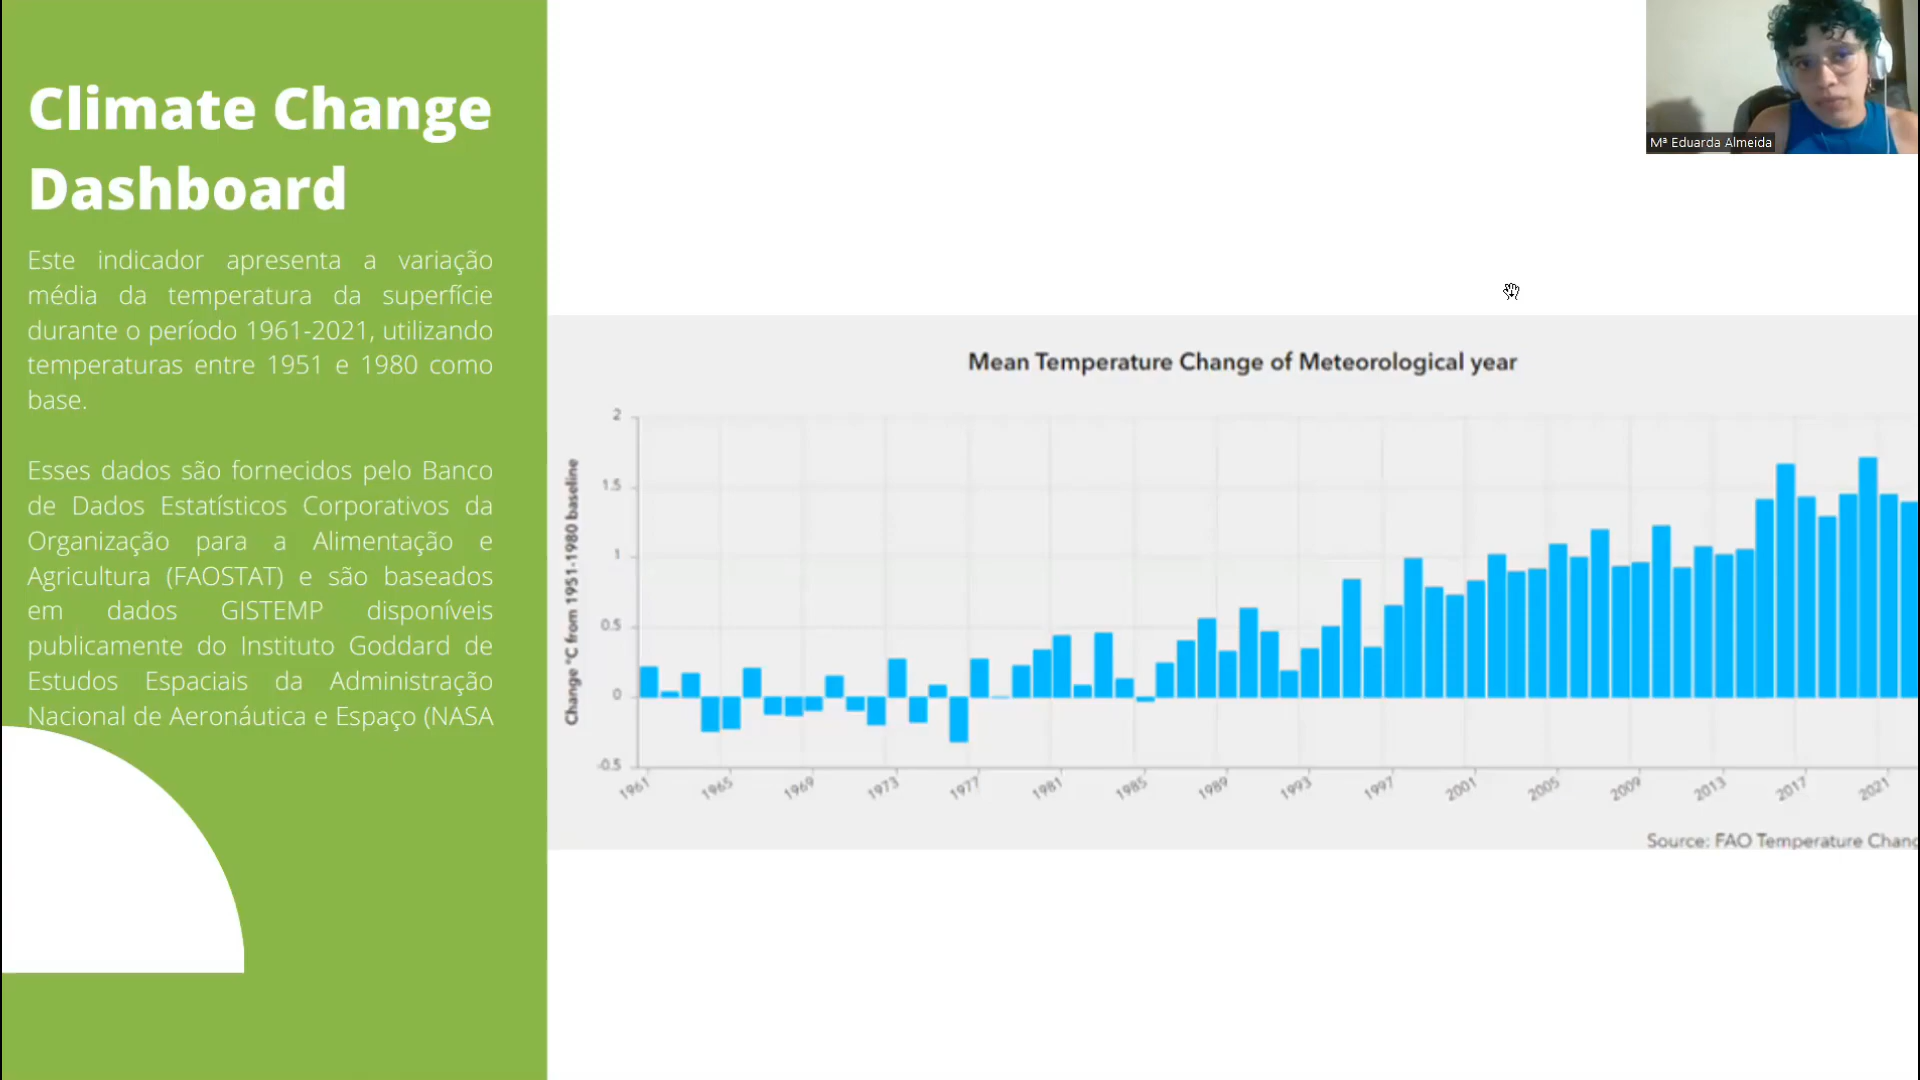 Climate Change
Dashboard
Este indicador apresenta a variação
média da temperatura da superfície
durante o período 1961-2021, utilizando
temperaturas entre 1951 e 1980 como
base.
Esses dados são fornecidos pelo Banco
de Dados Estatísticos Corporativos da
Organização para a Alimentação e
Agricultura (FAOSTAT) e são baseados
em dados GISTEMP disponíveis
publicamente do Instituto Goddard de
Estudos Espaciais da Administração
Nacional de Aeronáutica e Espaço (NASA
Mª Eduarda Almeida
Mean Temperature Change of Meteorological year
Change °C from 1951-1980 baseline
2
1.5
1
0.5
0
-0.5
1961 1965 1969 1973 1977 1981 1985 1989 1993 1997 2001 2005 2009 2013 2017 2021
Source: FAO Temperature Chang